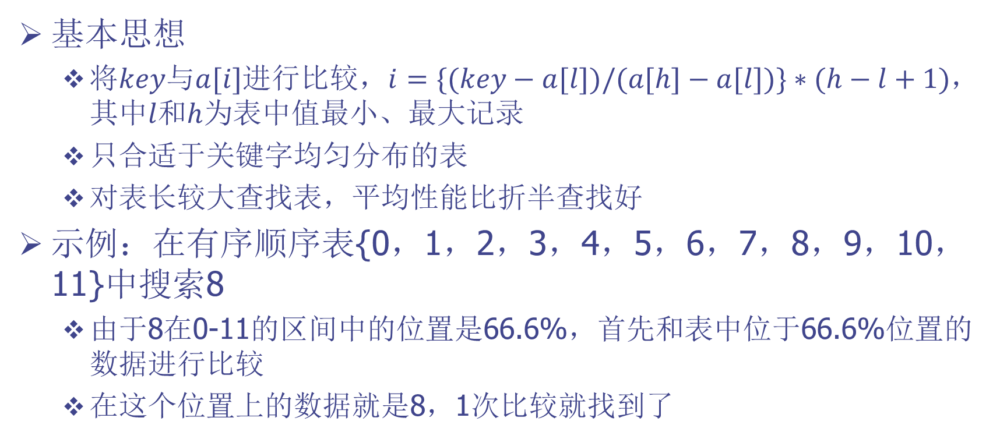 ➢ 基本思想
❖ 将key与a[i]进行比较，i = {(key − a[l])/(a[h] − a[l])} ∗ (h − l + 1)，
其中l和h为表中值最小、最大记录
❖ 只合适于关键字均匀分布的表
❖ 对表长较大查找表，平均性能比折半查找好
➢ 示例：在有序顺序表{0，1，2，3，4，5，6，7，8，9，10，
11}中搜索8
❖ 由于8在0-11的区间中的位置是66.6%，首先和表中位于66.6%位置的
数据进行比较
❖ 在这个位置上的数据就是8，1次比较就找到了